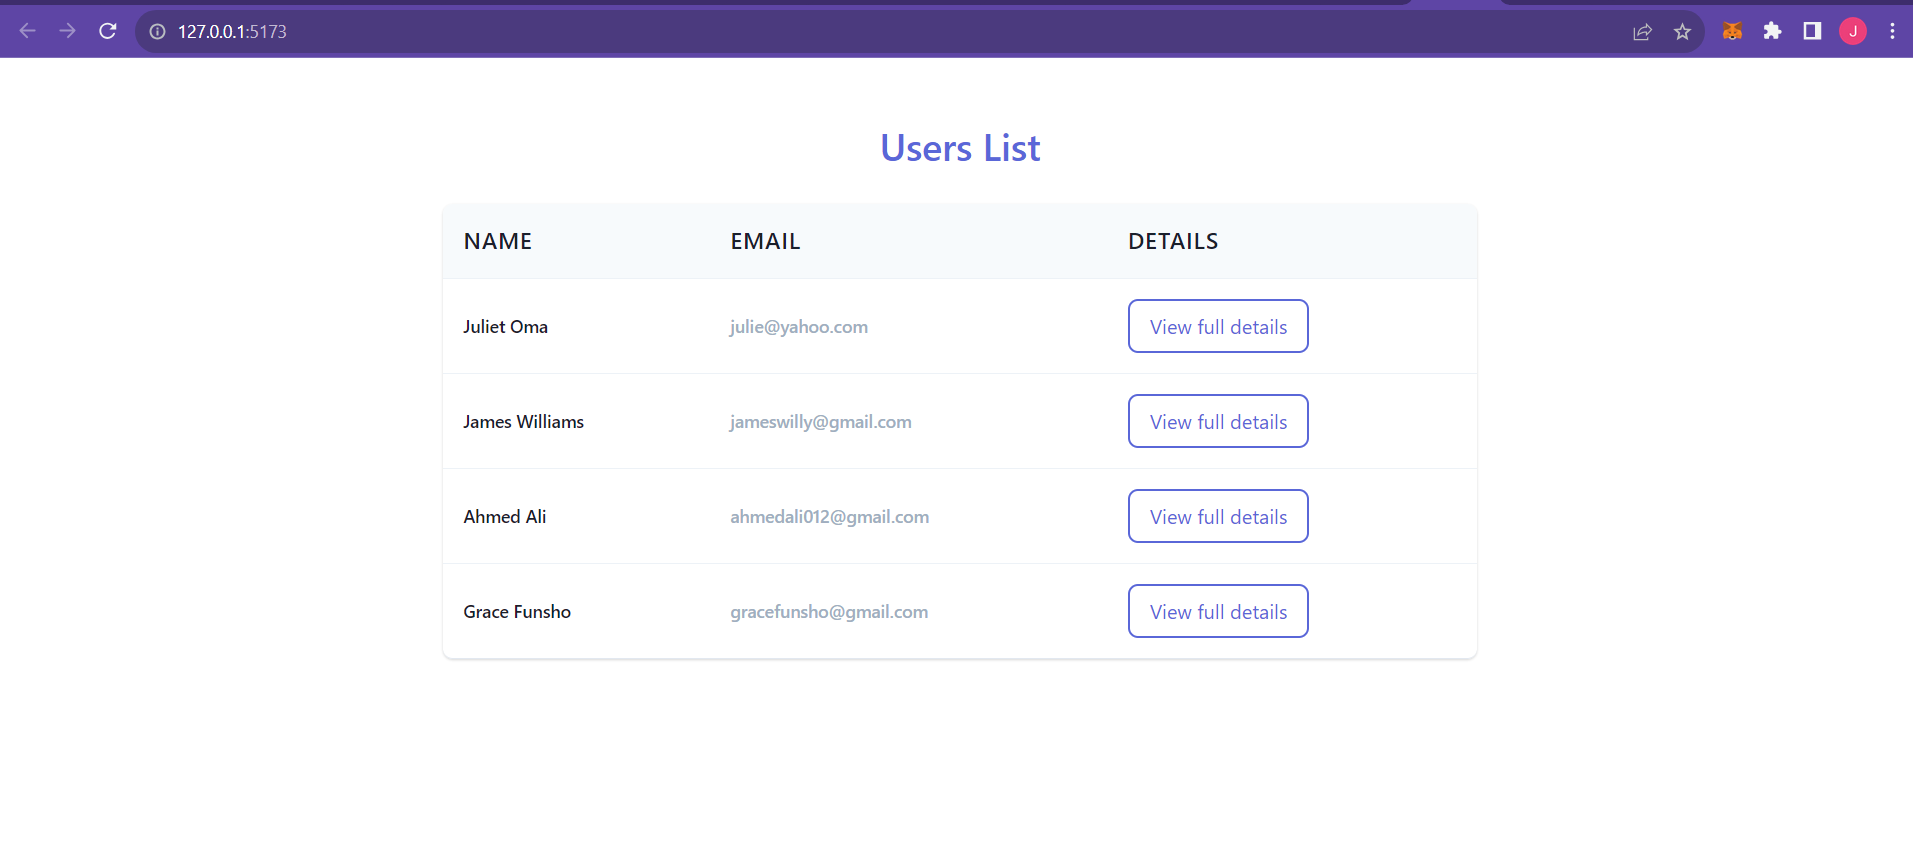 127.0.0.1:5173
J
Users List
NAME EMAIL DETAILS
Juliet Oma julie@yahoo.com View full details
James Williams jameswilly@gmail.com View full details
Ahmed Ali ahmedali012@gmail.com View full details
Grace Funsho gracefunsho@gmail.com View full details